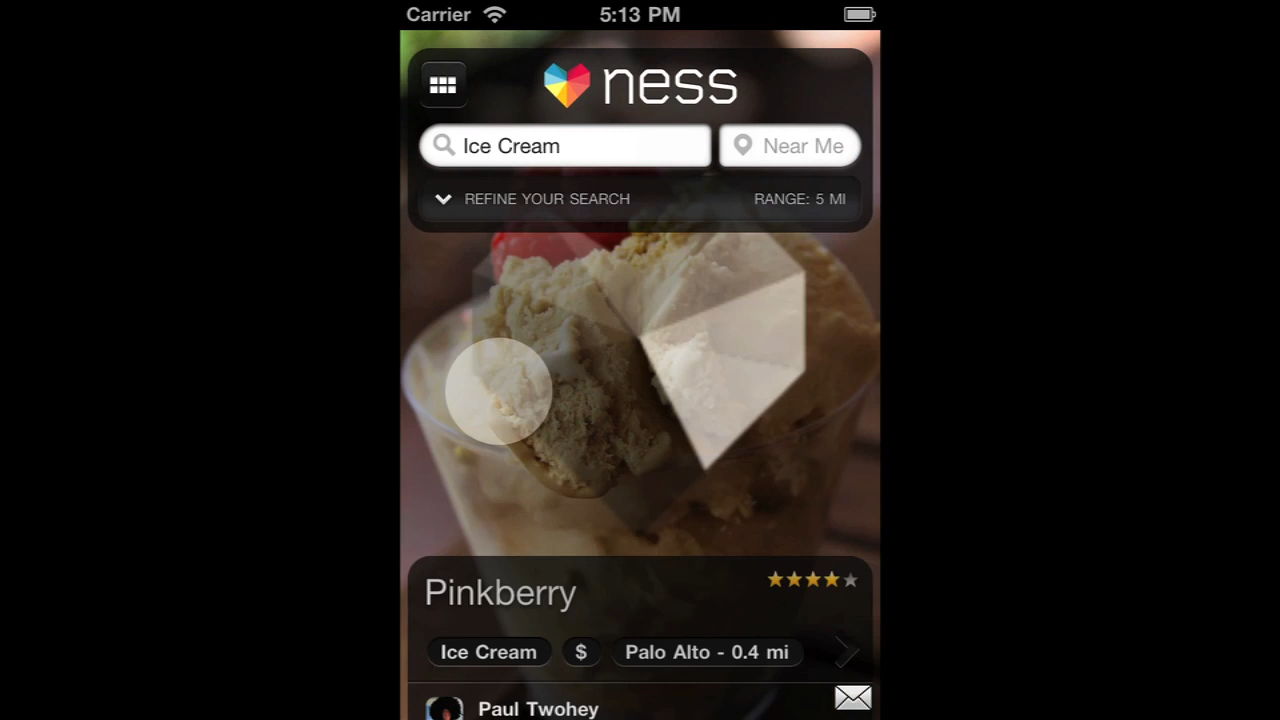 Carrier 5:13 PM
ness
Ice Cream Near Me
REFINE YOUR SEARCH RANGE: 5 MI
Pinkberry
Ice Cream $ Palo Alto - 0.4 mi
Paul Twohey